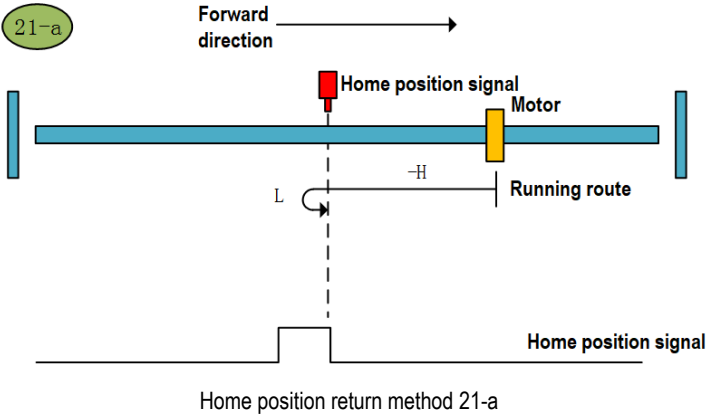 21-a
Forward
direction
Home position signal
Motor
-H
L
Running route
Home position signal
Home position return method 21-a